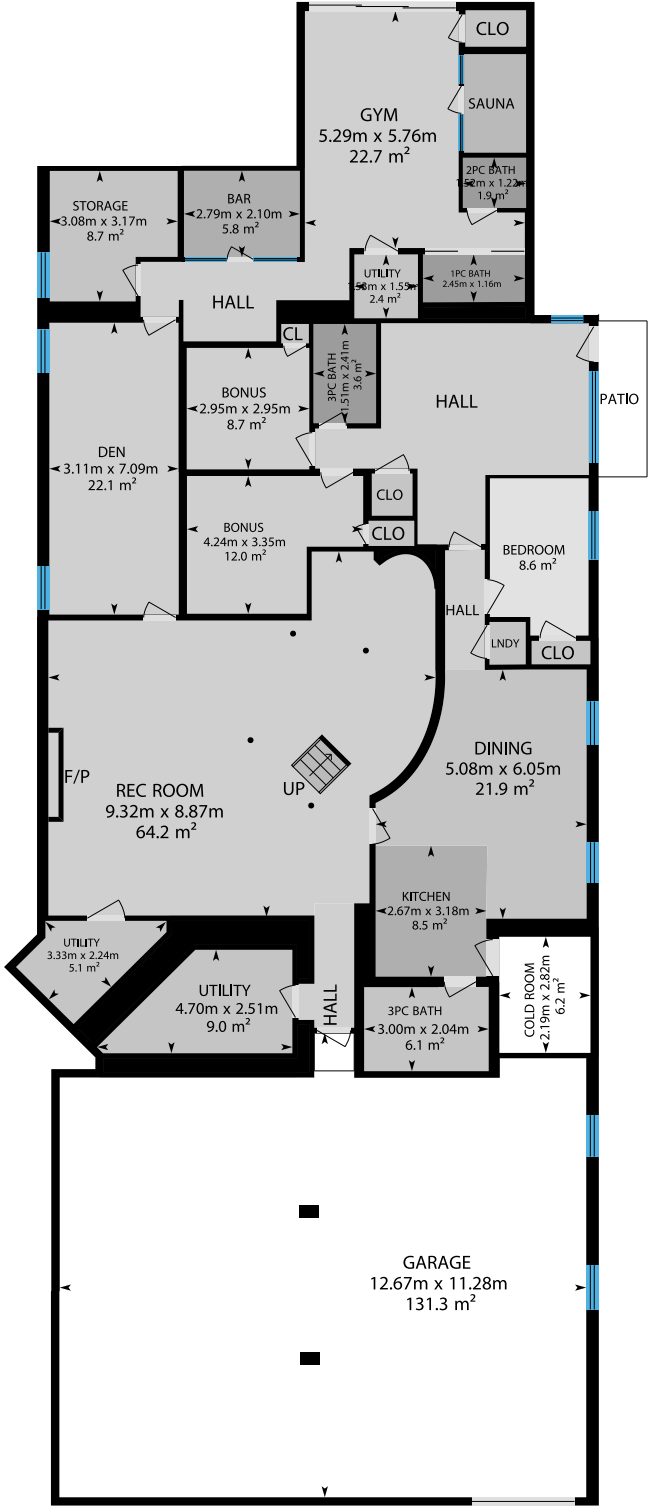 CLO
GYM
5.29m x 5.76m
22.7 m²
SAUNA
2PC BATH
1.52m x 1.22m
1.9 m²
STORAGE
3.08m x 3.17m
8.7 m²
BAR
2.79m x 2.10m
5.8 m²
UTILITY
1.58m x 1.55m
2.4 m²
1PC BATH
2.45m x 1.16m
HALL
CL
3PC BATH
1.51m x 2.41m
3.6 m²
BONUS
2.95m x 2.95m
8.7 m²
HALL
PATIO
DEN
3.11m x 7.09m
22.1 m²
CLO
BONUS
4.24m x 3.35m
12.0 m²
CLO
BEDROOM
8.6 m²
HALL
LNDY
CLO
DINING
5.08m x 6.05m
21.9 m²
F/P
UP
REC ROOM
9.32m x 8.87m
64.2 m²
KITCHEN
2.67m x 3.18m
8.5 m²
UTILITY
3.33m x 2.24m
5.1 m²
UTILITY
4.70m x 2.51m
9.0 m²
HALL
3PC BATH
3.00m x 2.04m
6.1 m²
COLD ROOM
2.19m x 2.82m
6.2 m²
GARAGE
12.67m x 11.28m
131.3 m²